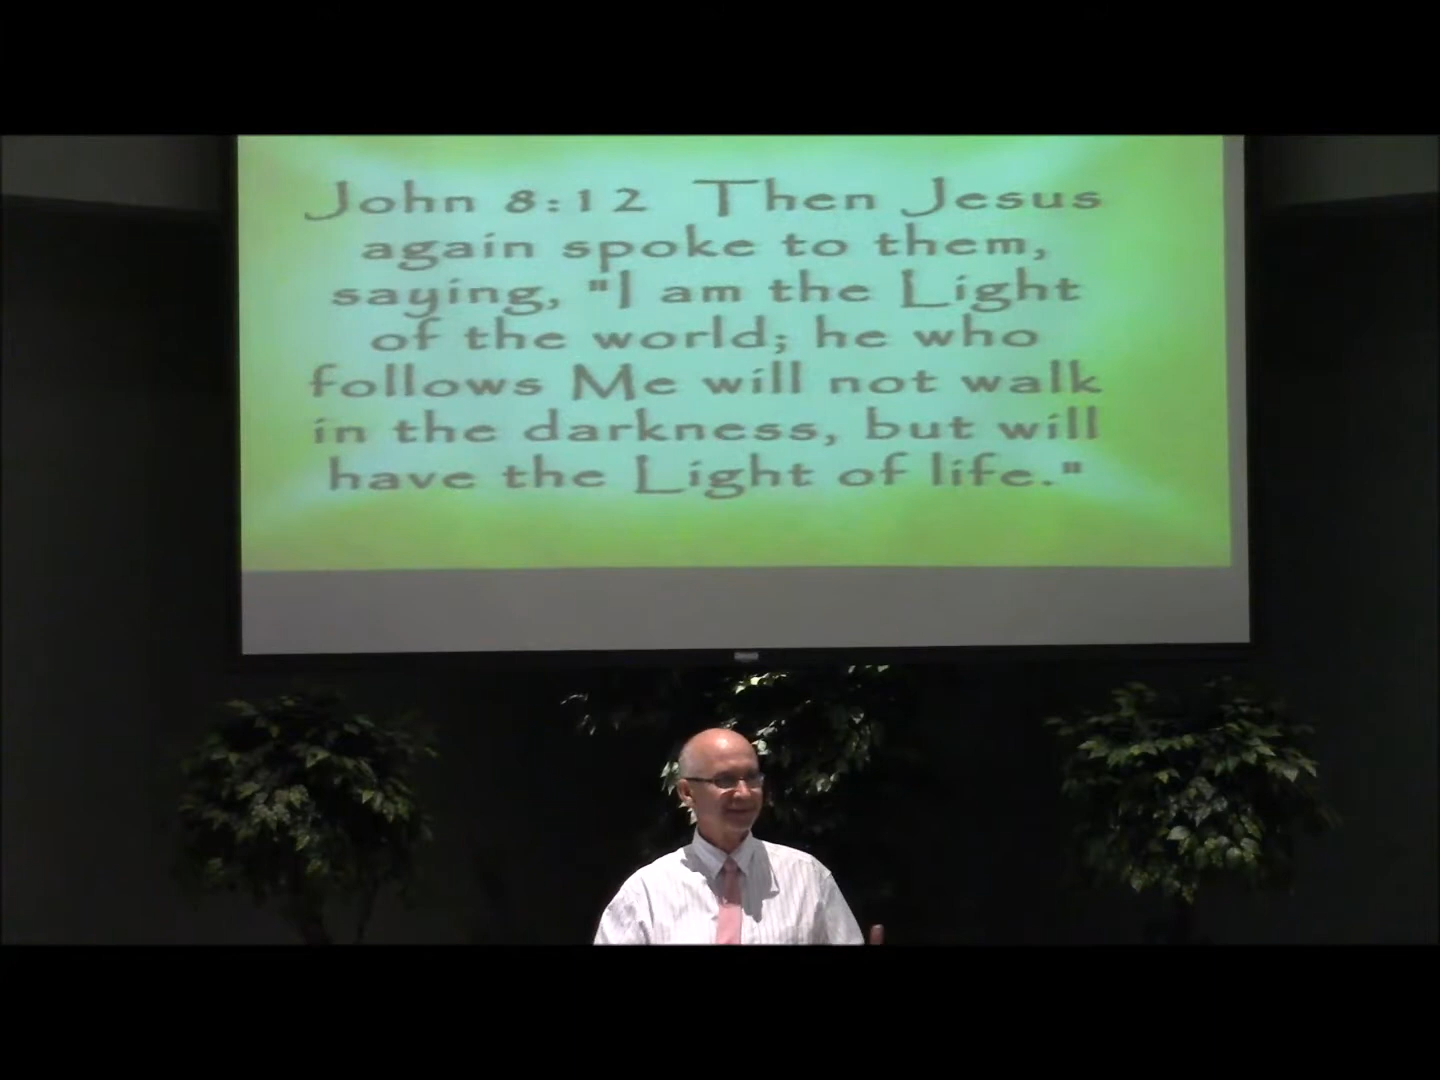 John 8:12 Then Jesus
again spoke to them,
saying, "I am the Light
of the world; he who
follows Me will not walk
in the darkness, but will
have the Light of life."